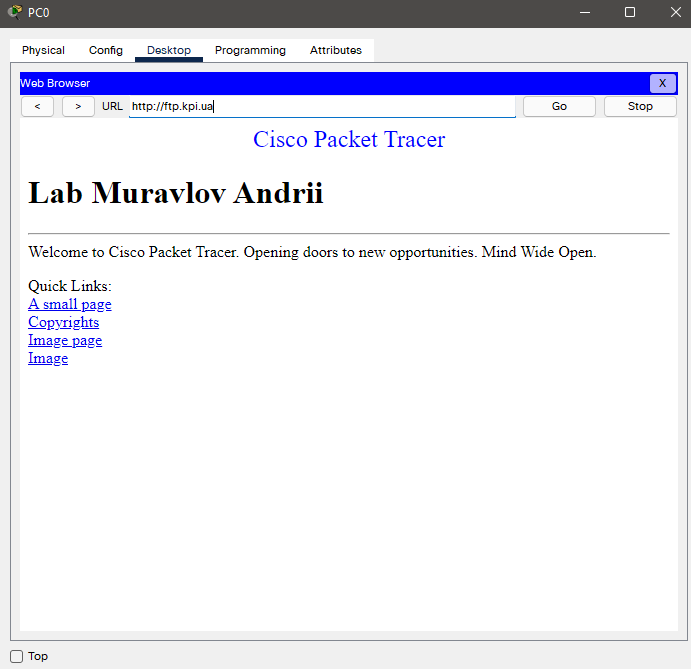 PC0
Physical Config Desktop Programming Attributes
Web Browser X
< > URL http://ftp.kpi.ua Go Stop
Cisco Packet Tracer
Lab Muravlov Andrii
Welcome to Cisco Packet Tracer. Opening doors to new opportunities. Mind Wide Open.
Quick Links:
A small page
Copyrights
Image page
Image
Top